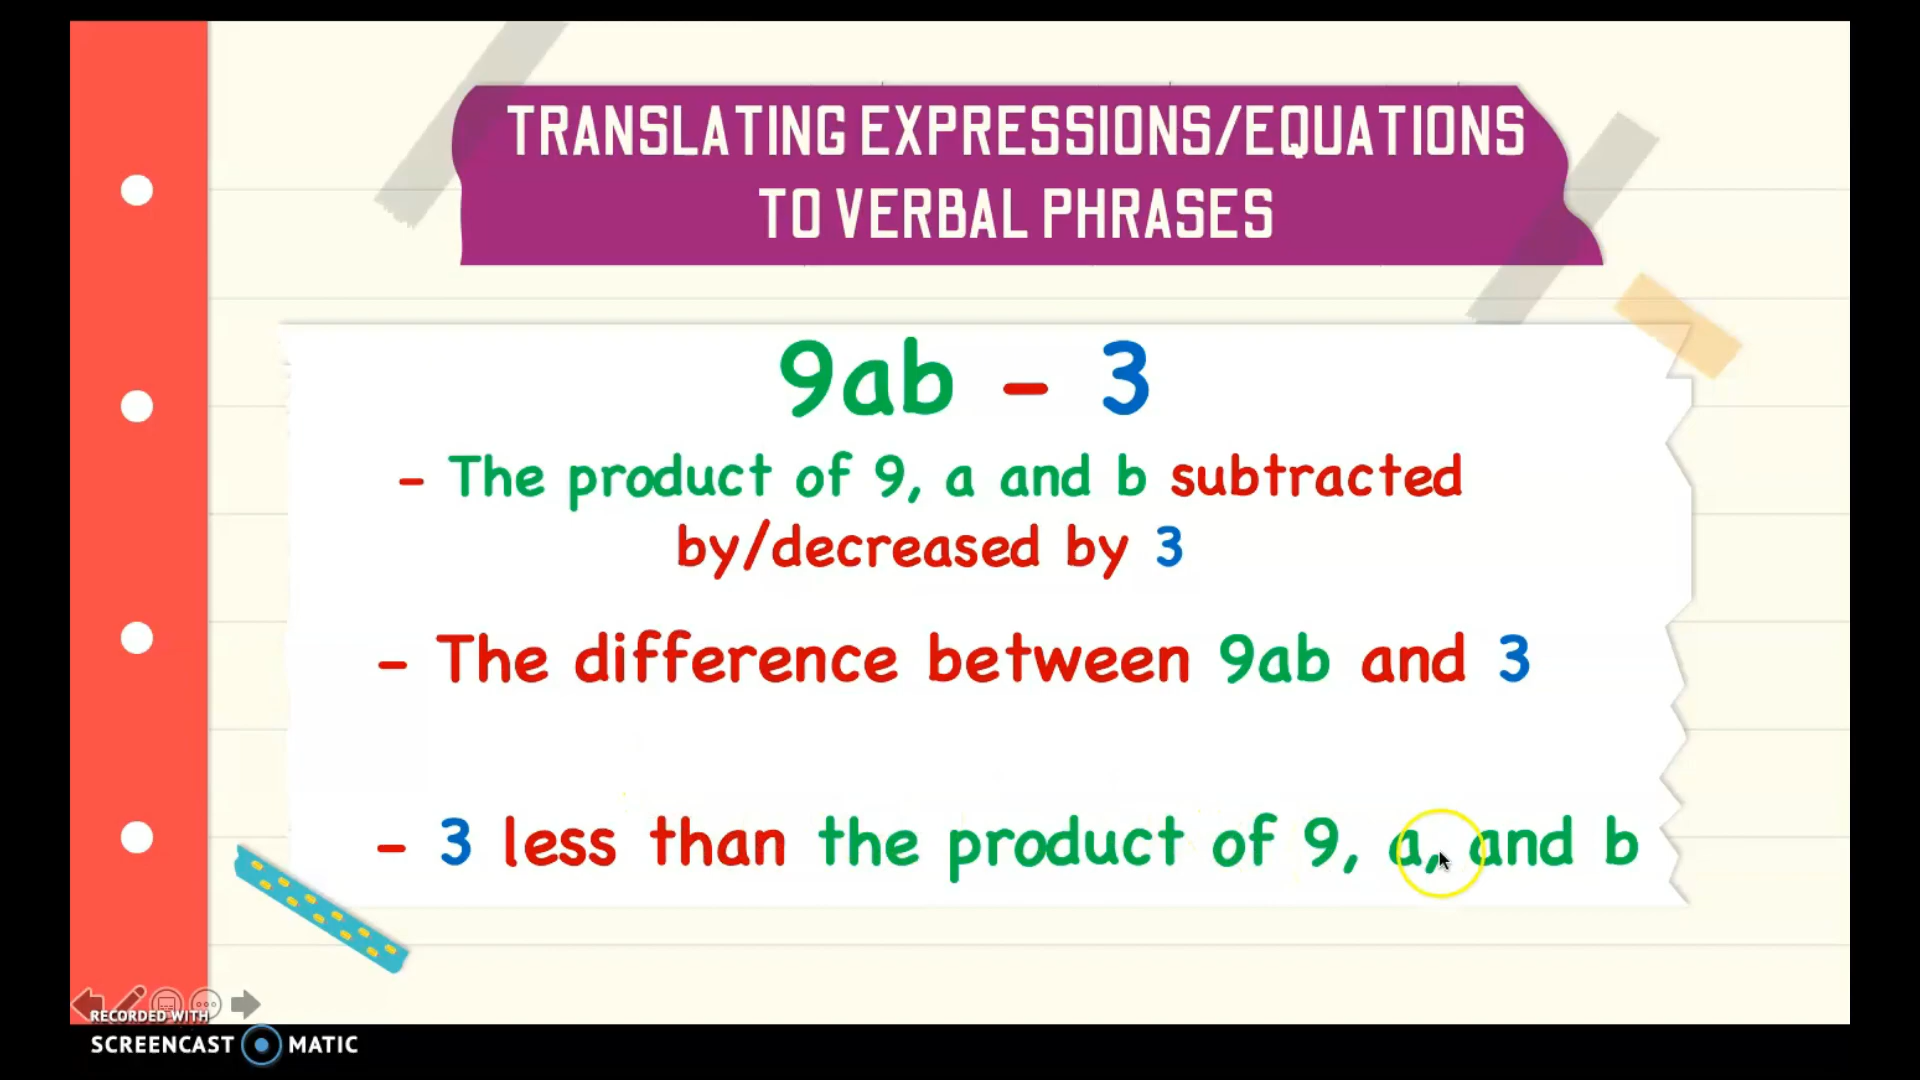 TRANSLATING EXPRESSIONS/EQUATIONS
TO VERBAL PHRASES
9ab - 3
- The product of 9, a and b subtracted
by/decreased by 3
- The difference between 9ab and 3
- 3 less than the product of 9, a, and b
RECORDED WITH
SCREENCAST MATIC